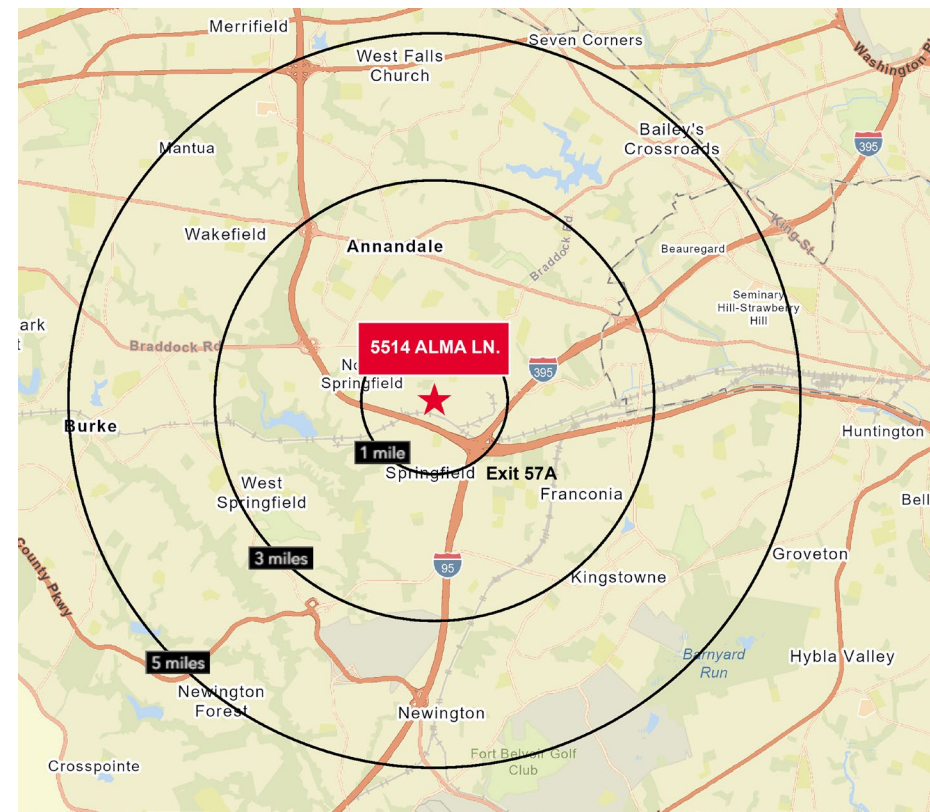 Merrifield
West Falls
Church
Seven Corners
Washington
Mantua
Bailey's
Crossroads
395
Wakefield
Annandale
Braddock Rd
King St
Beauregard
Seminary
Hill-Strawberry
Hill
ark
t
Braddock Rd
5514 ALMA LN.
No
Springfield
395
Burke
1 mile
Springfield
Exit 57A
Huntington
West
Springfield
Franconia
Bell
3 miles
95
Kingstowne
Groveton
County Pkwy
5 miles
Newington
Forest
Barnyard
Run
Hybla Valley
Newington
Fort Belvoir Golf
Club
Crosspointe